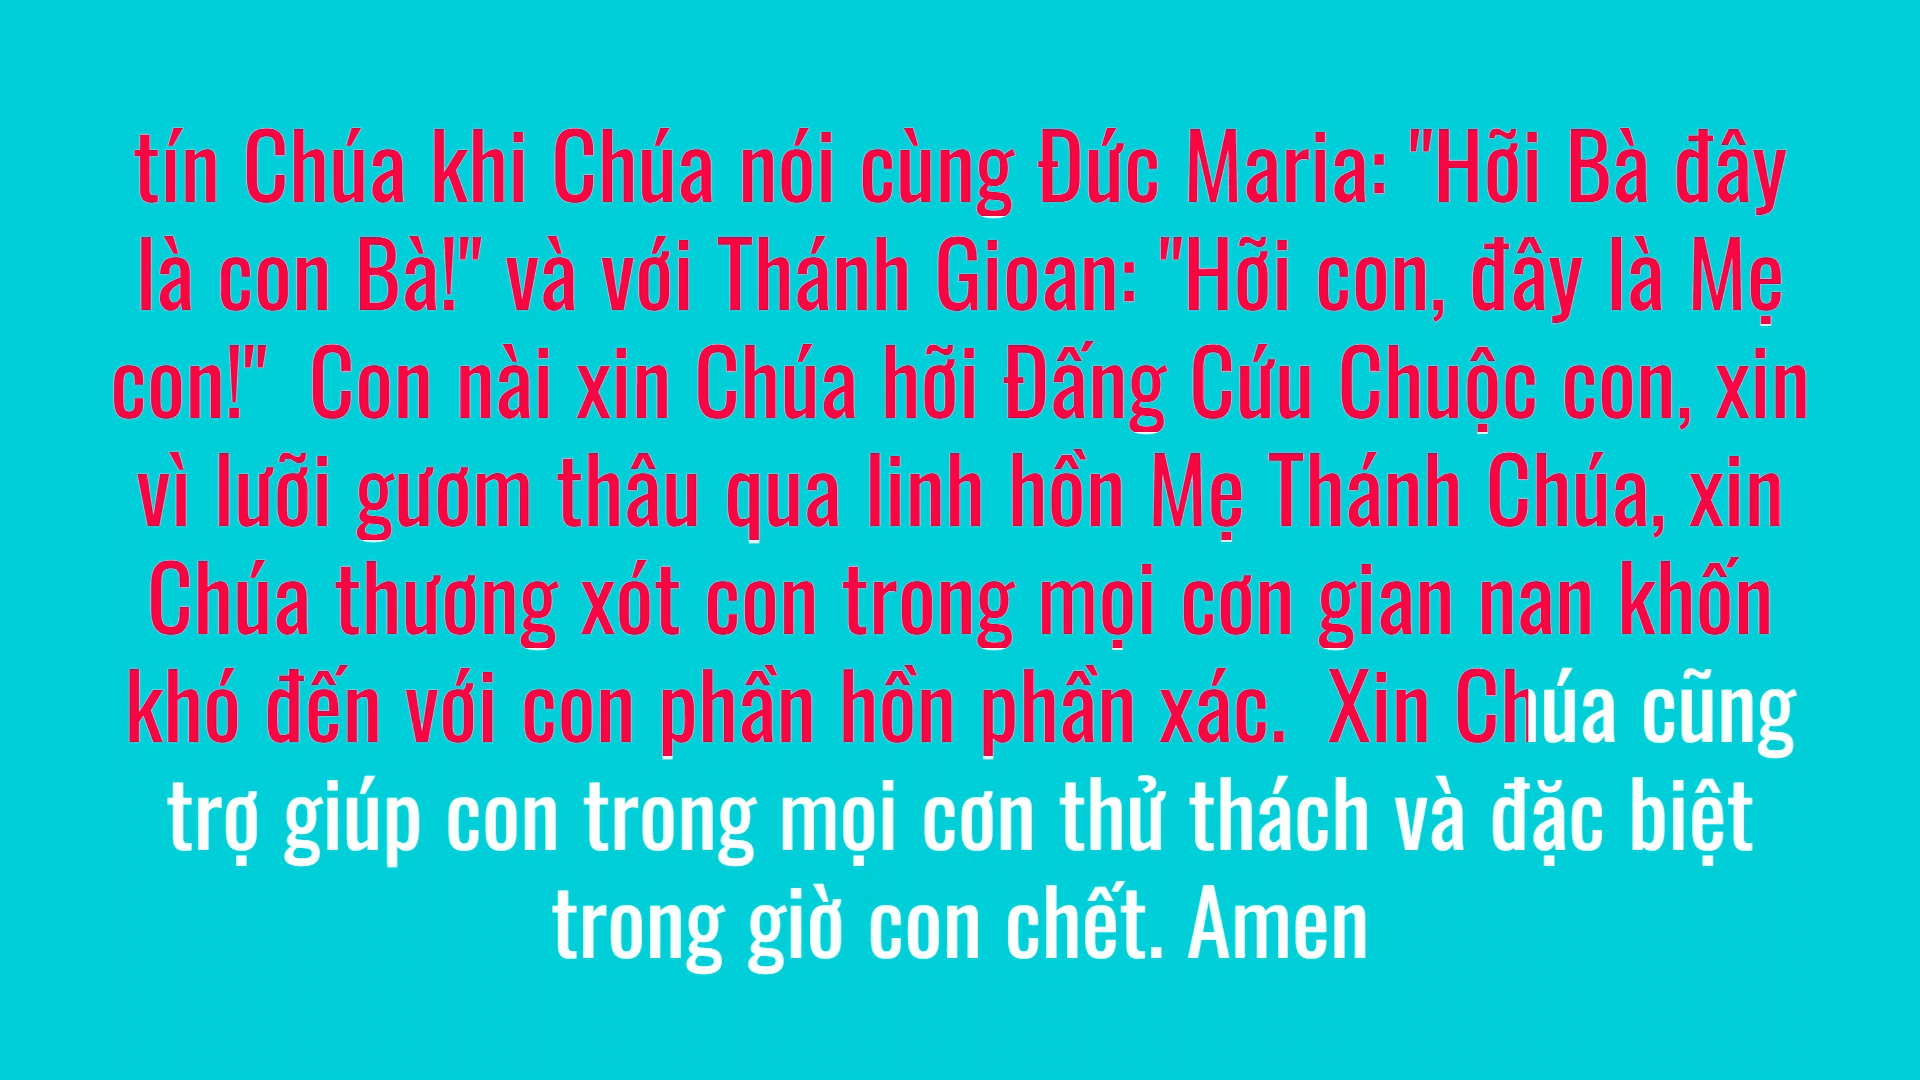 tín Chúa khi Chúa nói cùng Đức Maria: "Hỡi Bà đây
là con Bà!" và với Thánh Gioan: "Hỡi con, đây là Mẹ
con!"  Con nài xin Chúa hỡi Đấng Cứu Chuộc con, xin
vì lưỡi gươm thâu qua linh hồn Mẹ Thánh Chúa, xin
Chúa thương xót con trong mọi cơn gian nan khốn
khó đến với con phần hồn phần xác.  Xin Chúa cũng
trợ giúp con trong mọi cơn thử thách và đặc biệt
trong giờ con chết. Amen